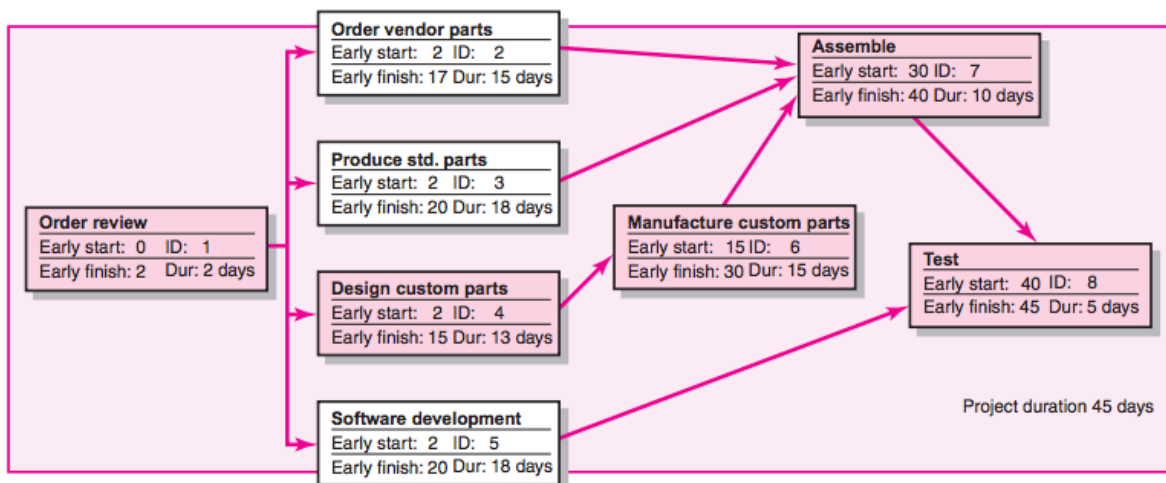 Order vendor parts
Early start: 2 ID: 2
Early finish: 17 Dur: 15 days
Assemble
Early start: 30 ID: 7
Early finish: 40 Dur: 10 days
Produce std. parts
Early start: 2 ID: 3
Early finish: 20 Dur: 18 days
Order review
Early start: 0 ID: 1
Early finish: 2 Dur: 2 days
Manufacture custom parts
Early start: 15 ID: 6
Early finish: 30 Dur: 15 days
Test
Early start: 40 ID: 8
Early finish: 45 Dur: 5 days
Design custom parts
Early start: 2 ID: 4
Early finish: 15 Dur: 13 days
Software development
Early start: 2 ID: 5
Early finish: 20 Dur: 18 days
Project duration 45 days